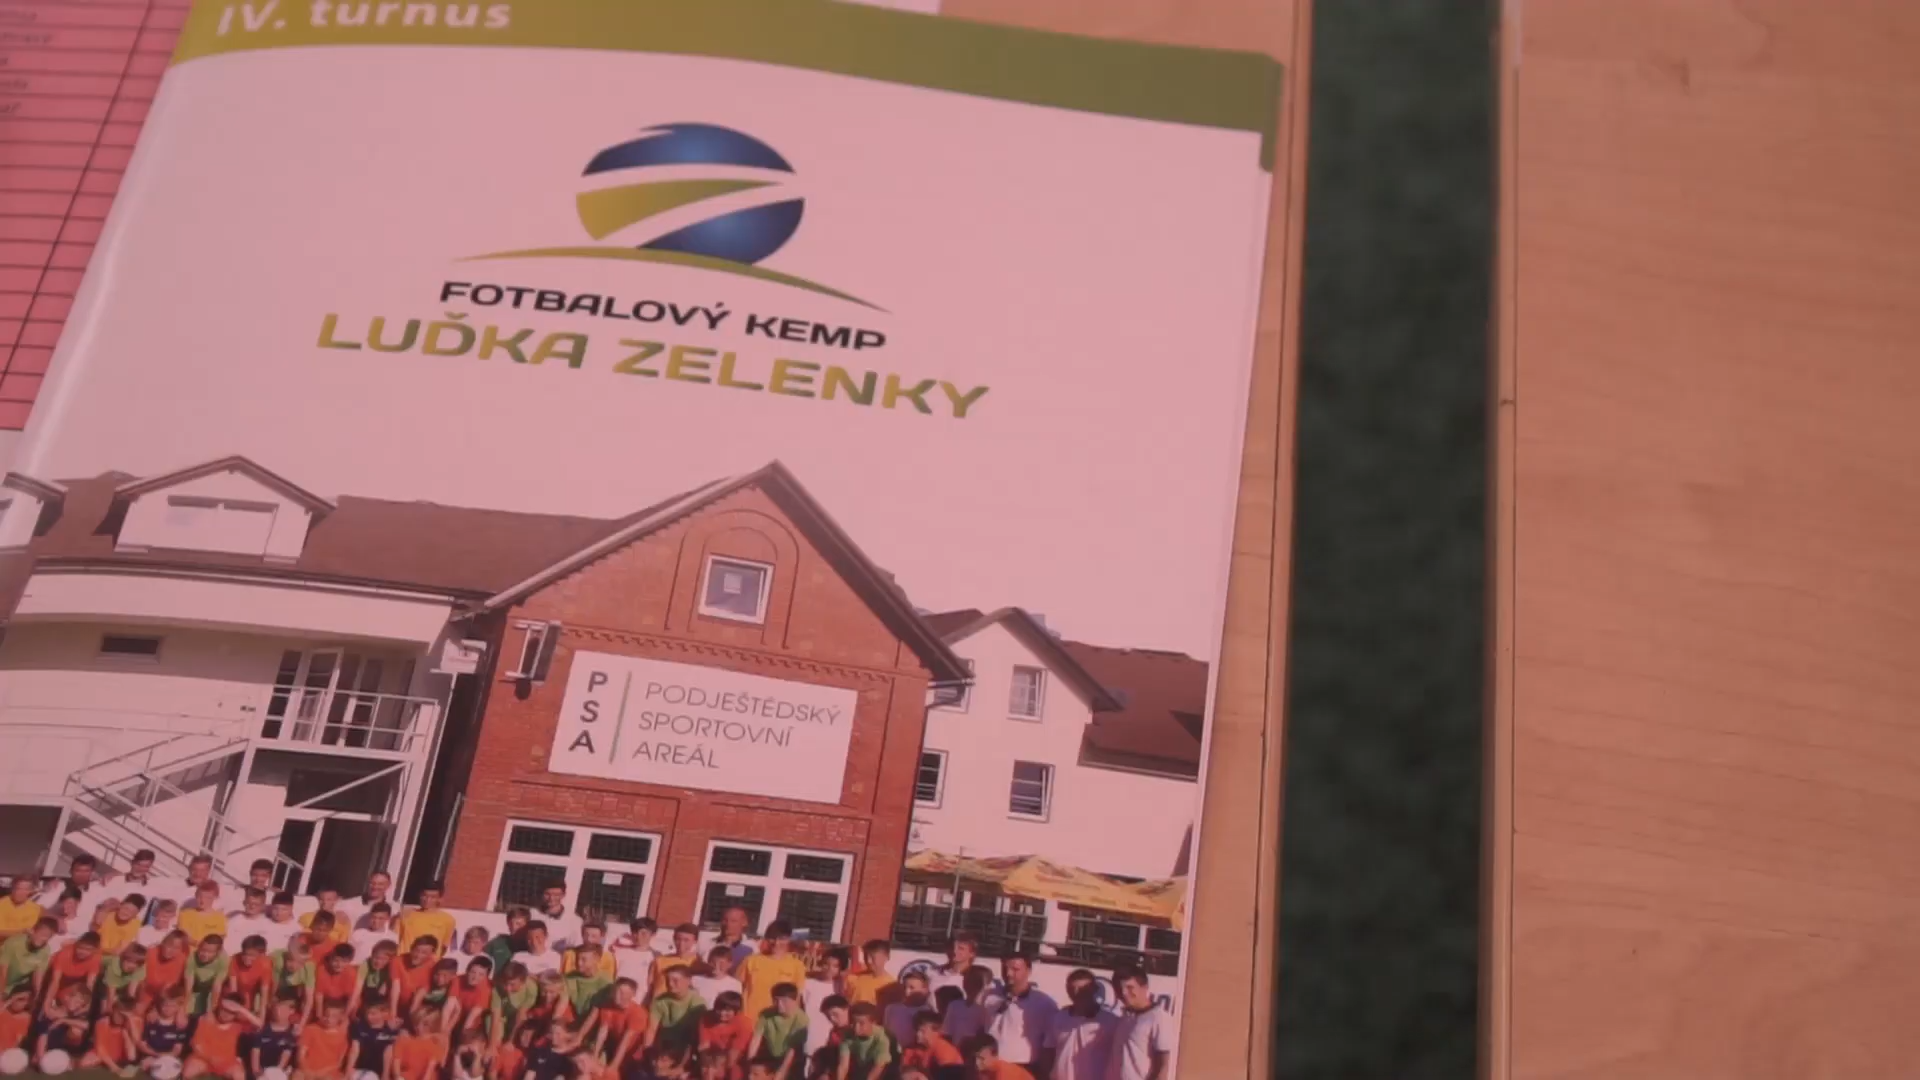 IV. turnus
FOTBALOVÝ KEMP
LUĎKA ZELENKY
PSA
PODJEŠTĚDSKÝ
SPORTOVNÍ
AREÁL